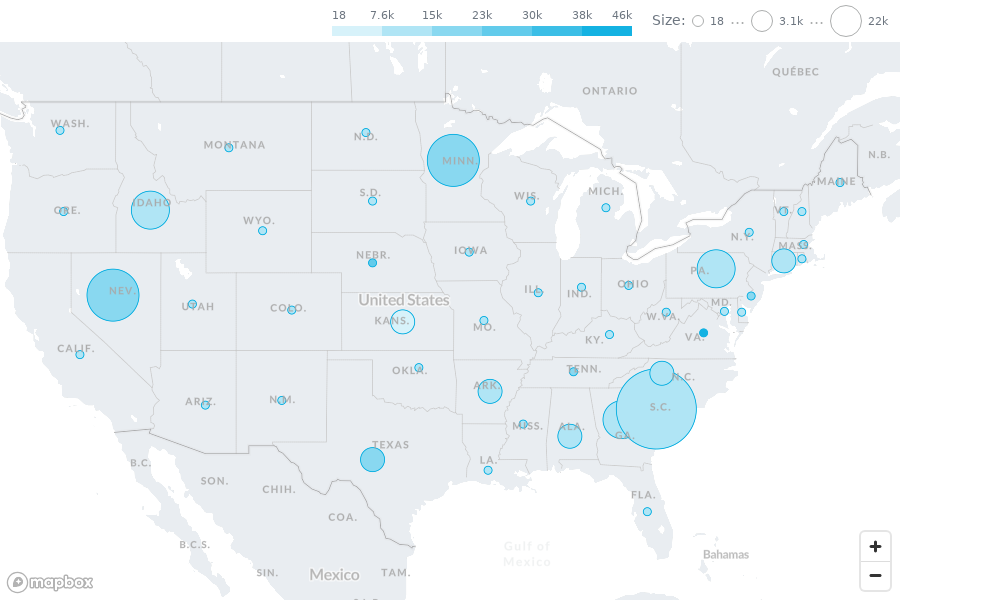 18 7.6k 15k 23k 30k 38k 46k
Size: 18 ... 3.1k ... 22k
QUÉBEC
ONTARIO
WASH.
MONTANA
N.D.
MINN.
N.B.
MAINE
ORE.
IDAHO
WYO.
S.D.
WIS.
MICH.
VT.
N.Y.
MASS.
NEBR.
IOWA
PA.
NEV.
UTAH
COLO.
United States
KANS.
MO.
ILL.
IND.
OHIO
W.VA.
MD.
VA.
KY.
CALIF.
ARIZ.
N.M.
OKLA.
ARK.
TENN.
N.C.
S.C.
MISS.
ALA.
GA.
TEXAS
LA.
FLA.
B.C.
SON.
CHIH.
COA.
B.C.S.
SIN.
Mexico
TAM.
Gulf of
Mexico
Bahamas
+
−
mapbox